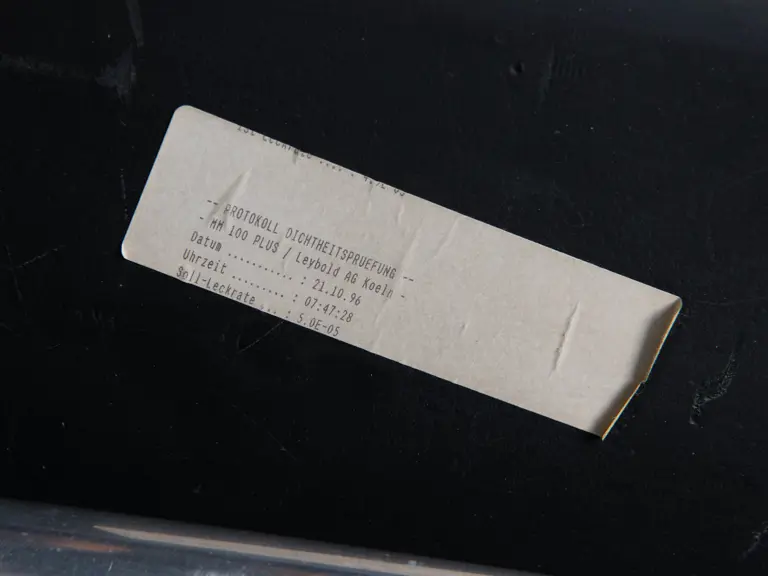 -- PROTOKOLL DICHTHEITSPRUEFUNG --
- HM 100 PLUS / Leybold AG Koeln -
Datum ............ : 21.10.96
Uhrzeit .......... : 07:47:28
Soll-Leckrate ... : 5.0E-05